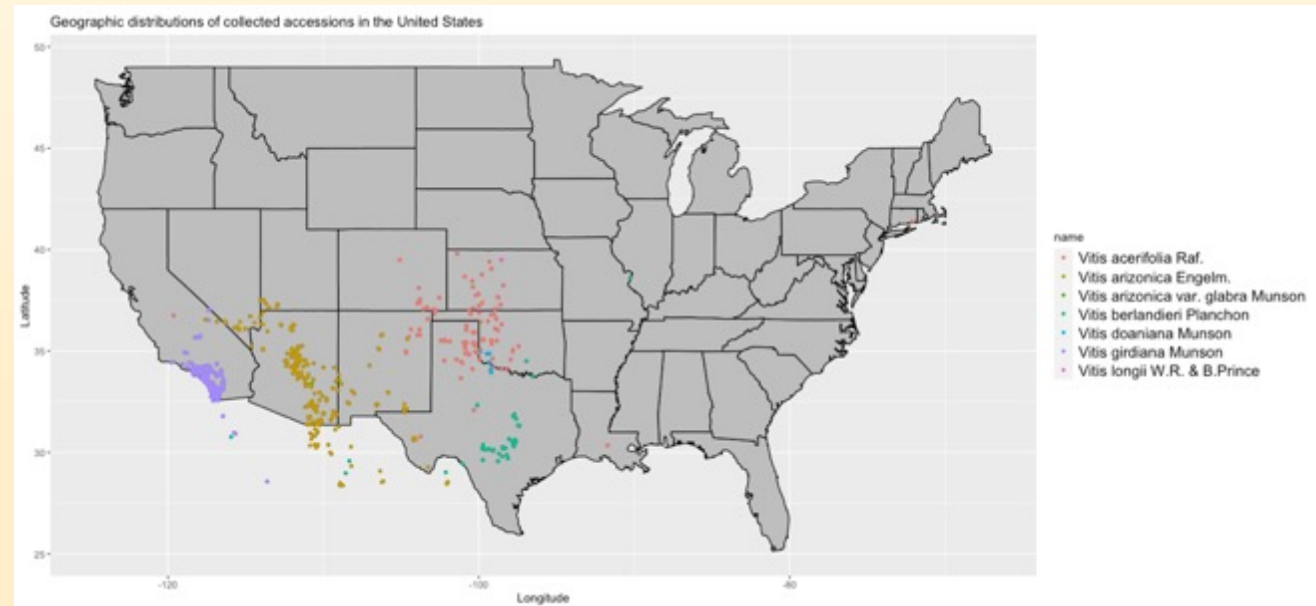 Geographic distributions of collected accessions in the United States
50
45
40
35
30
25
Latitude
-120
-100
-80
Longitude
name
Vitis acerifolia Raf.
Vitis arizonica Engelm.
Vitis arizonica var. glabra Munson
Vitis berlandieri Planchon
Vitis doaniana Munson
Vitis girdiana Munson
Vitis longii W.R. & B.Prince